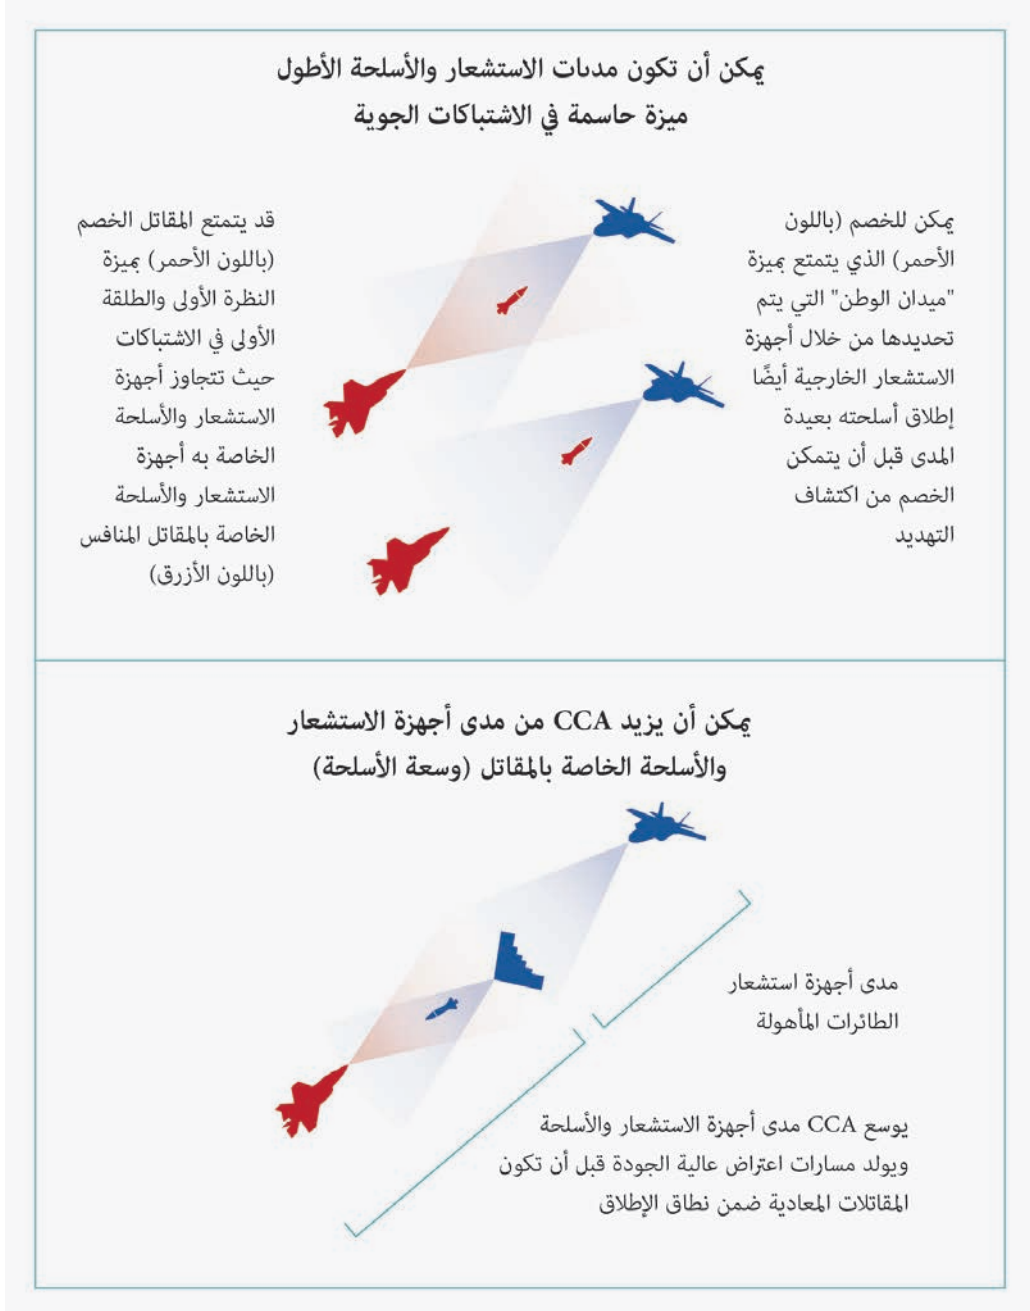 يمكن أن تكون مديات الاستشعار والأسلحة الأطول
ميزة حاسمة في الاشتباكات الجوية
يمكن للخصم (باللون
الأحمر) الذي يتمتع بميزة
"ميدان الوطن" التي يتم
تحديدها من خلال أجهزة
الاستشعار الخارجية أيضًا
إطلاق أسلحته بعيدة
المدى قبل أن يتمكن
الخصم من اكتشاف
التهديد
قد يتمتع المقاتل الخصم
(باللون الأحمر) بميزة
النظرة الأولى والطلقة
الأولى في الاشتباكات
حيث تتجاوز أجهزة
الاستشعار والأسلحة
الخاصة به أجهزة
الاستشعار والأسلحة
الخاصة بالمقاتل المنافس
(باللون الأزرق)
يمكن أن يزيد CCA من مدى أجهزة الاستشعار
والأسلحة الخاصة بالمقاتل (وسعة الأسلحة)
مدى أجهزة استشعار
الطائرات المأهولة
يوسع CCA مدى أجهزة الاستشعار والأسلحة
ويولد مسارات اعتراض عالية الجودة قبل أن تكون
المقاتلات المعادية ضمن نطاق الإطلاق